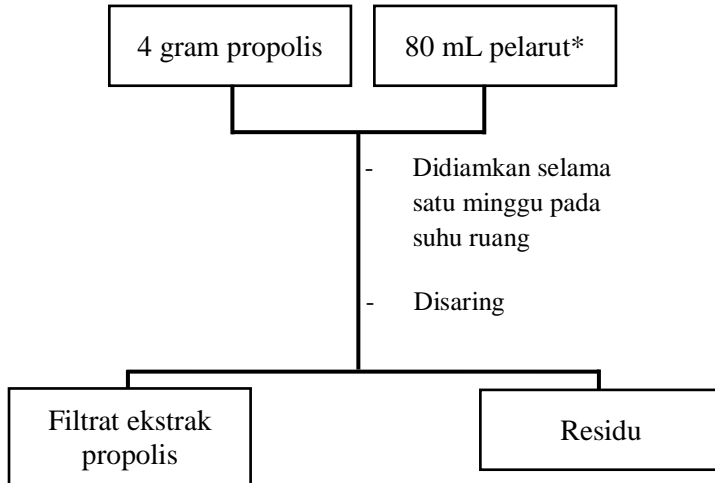 4 gram propolis
80 mL pelarut*
- Didiamkan selama
satu minggu pada
suhu ruang
- Disaring
Filtrat ekstrak
propolis
Residu